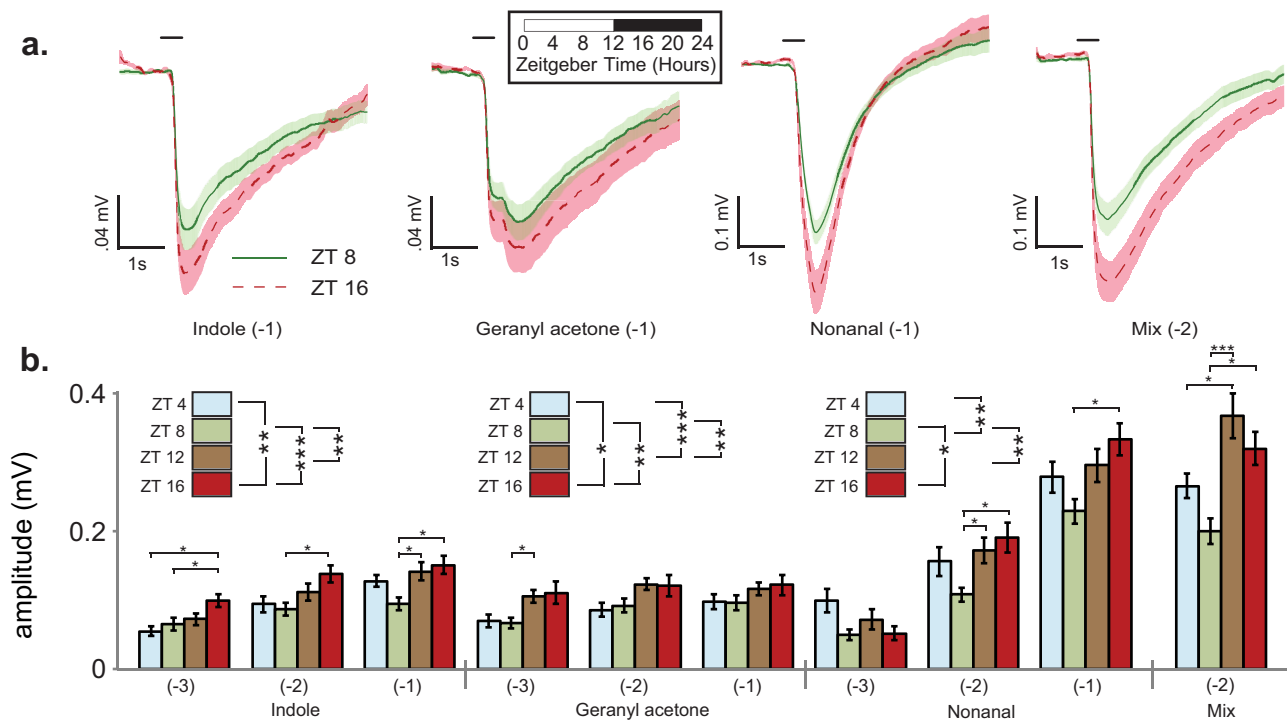 a.
0 4 8 12 16 20 24
Zeitgeber Time (Hours)
.04 mV
1s
.04 mV
1s
0.1 mV
1s
0.1 mV
1s
ZT 8
ZT 16
Indole (-1)
Geranyl acetone (-1)
Nonanal (-1)
Mix (-2)
b.
amplitude (mV)
0.4
0.2
0
ZT 4
ZT 8
ZT 12
ZT 16
** *** **
ZT 4
ZT 8
ZT 12
ZT 16
* ** *** **
ZT 4
ZT 8
ZT 12
ZT 16
* ** **
***
*
*
*
*
*
*
*
*
*
*
*
*
(-3) (-2) (-1) (-3) (-2) (-1) (-3) (-2) (-1) (-2)
Indole Geranyl acetone Nonanal Mix